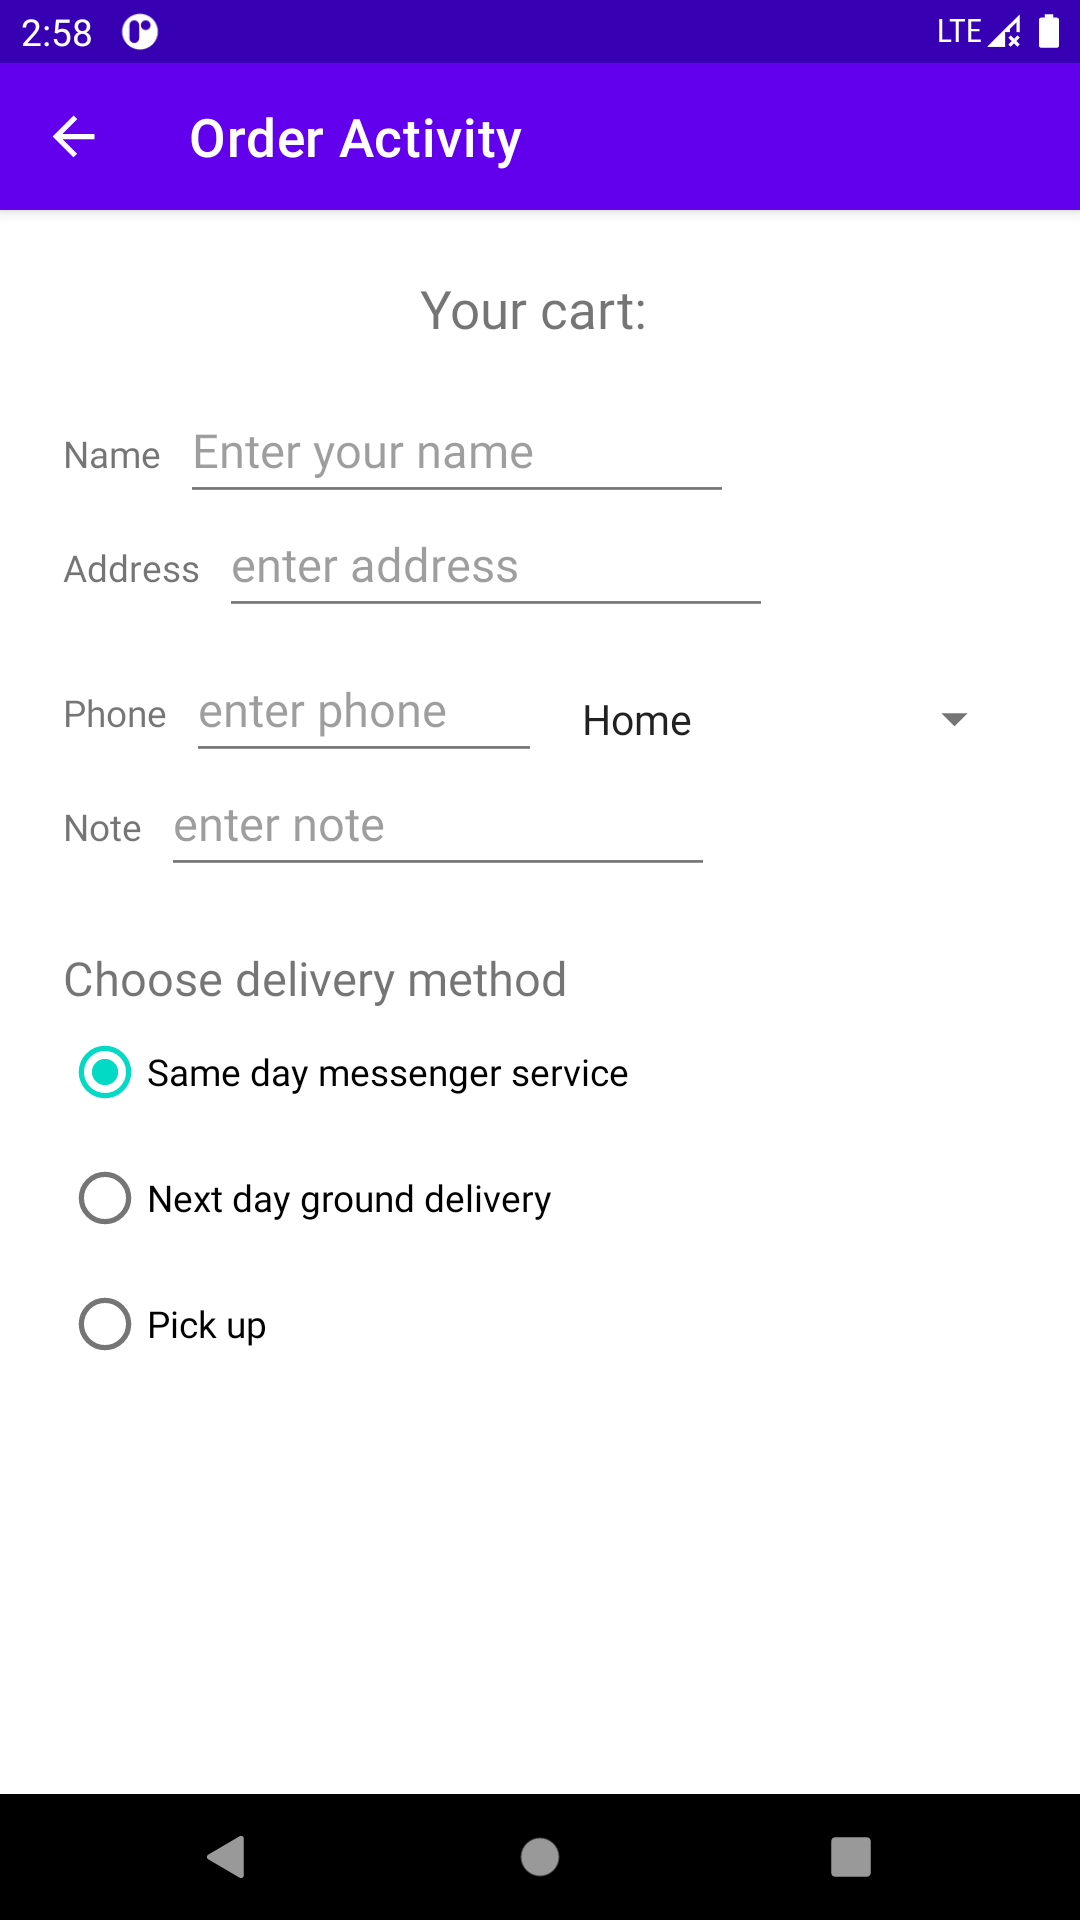 2:58 LTE
Order Activity
Your cart:
Name Enter your name
Address enter address
Phone enter phone Home
Note enter note
Choose delivery method
Same day messenger service
Next day ground delivery
Pick up